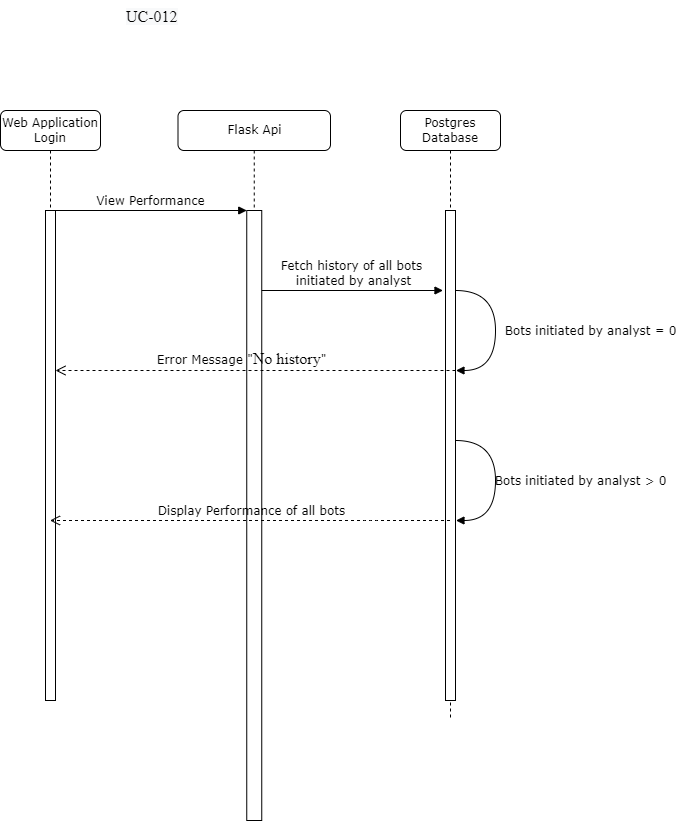 UC-012
Web Application
Login
Flask Api
Postgres
Database
View Performance
Fetch history of all bots
initiated by analyst
Bots initiated by analyst = 0
Error Message "No history"
Bots initiated by analyst > 0
Display Performance of all bots